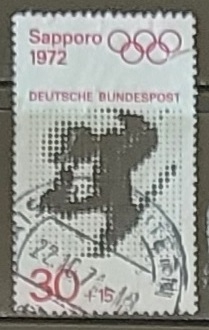 Sapporo
1972
DEUTSCHE BUNDESPOST
30+15